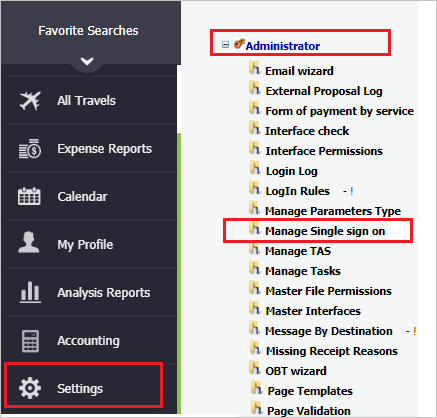 Favorite Searches
All Travels
Expense Reports
Calendar
My Profile
Analysis Reports
Accounting
Settings
Administrator
Email wizard
External Proposal Log
Form of payment by service
Interface check
Interface Permissions
Login Log
LogIn Rules - !
Manage Parameters Type
Manage Single sign on
Manage TAS
Manage Tasks
Master File Permissions
Master Interfaces
Message By Destination - !
Missing Receipt Reasons
OBT wizard
Page Templates
Page Validation